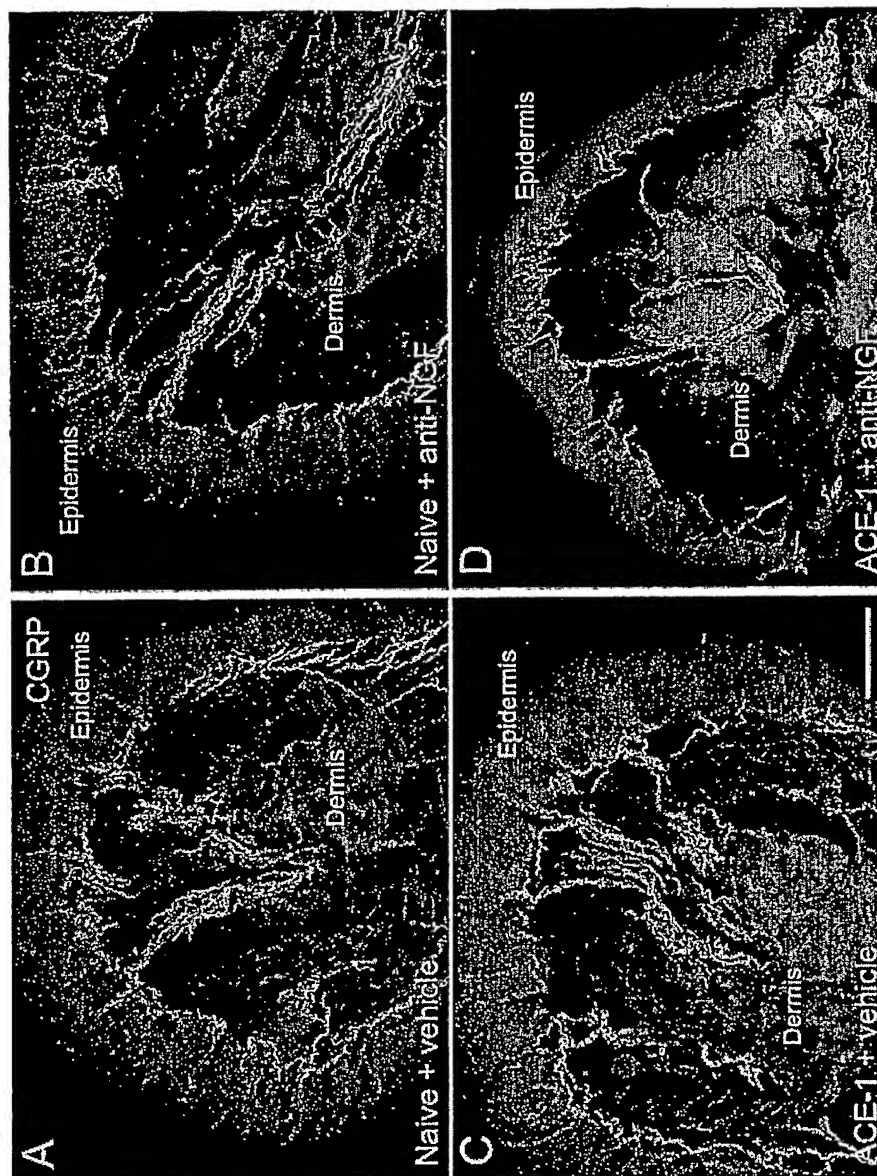 A
CGRP
Epidermis
Dermis
Naive + vehicle
B
Epidermis
Dermis
Naive + anti-NGF
C
Epidermis
Dermis
ACE-1 + vehicle
D
Epidermis
Dermis
ACE-1 + anti-NGF